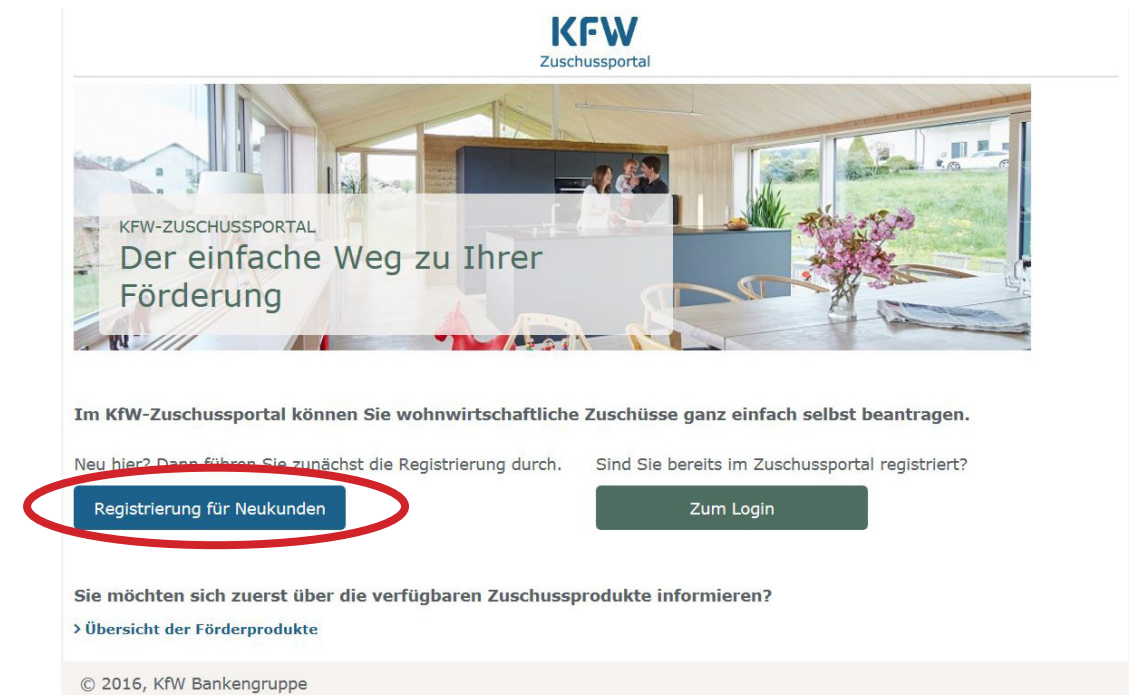 KFW
Zuschussportal
KFW-ZUSCHUSSPORTAL
Der einfache Weg zu Ihrer
Förderung
Im KfW-Zuschussportal können Sie wohnwirtschaftliche Zuschüsse ganz einfach selbst beantragen.
Neu hier? Dann führen Sie zunächst die Registrierung durch.
Sind Sie bereits im Zuschussportal registriert?
Registrierung für Neukunden
Zum Login
Sie möchten sich zuerst über die verfügbaren Zuschussprodukte informieren?
> Übersicht der Förderprodukte
© 2016, KfW Bankengruppe